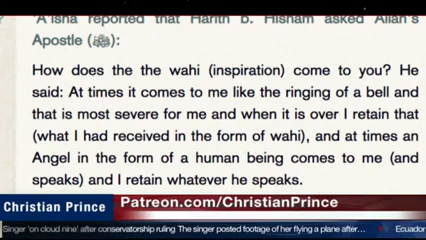 'A'isha reported that Harith b. Hisham asked Allah's
Apostle (ﷺ):
How does the the wahi (inspiration) come to you? He
said: At times it comes to me like the ringing of a bell and
that is most severe for me and when it is over I retain that
(what I had received in the form of wahi), and at times an
Angel in the form of a human being comes to me (and
speaks) and I retain whatever he speaks.
Christian Prince
Patreon.com/ChristianPrince
Singer 'on cloud nine' after conservatorship ruling The singer posted footage of her flying a plane after…
Ecuador